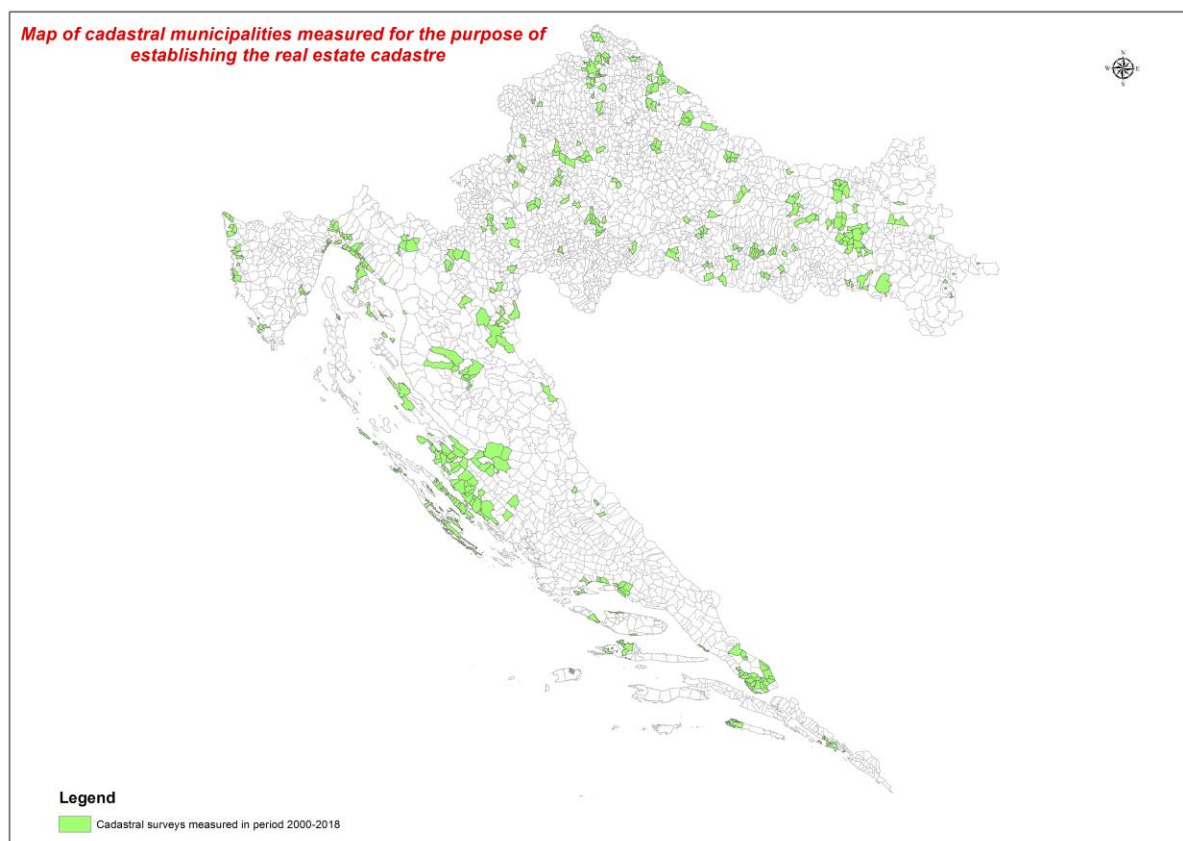 Map of cadastral municipalities measured for the purpose of
establishing the real estate cadastre
N
W E
S
Legend
Cadastral surveys measured in period 2000-2018